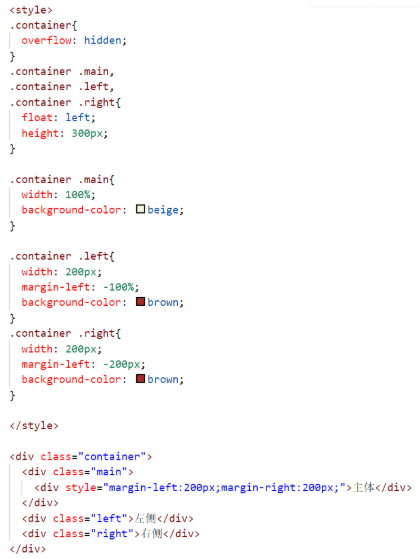 <style>
.container{
  overflow: hidden;
}
.container .main,
.container .left,
.container .right{
  float: left;
  height: 300px;
}

.container .main{
  width: 100%;
  background-color: beige;
}

.container .left{
  width: 200px;
  margin-left: -100%;
  background-color: brown;
}
.container .right{
  width: 200px;
  margin-left: -200px;
  background-color: brown;
}

</style>

<div class="container">
  <div class="main">
    <div style="margin-left:200px;margin-right:200px;">主体</div>
  </div>
  <div class="left">左侧</div>
  <div class="right">右侧</div>
</div>